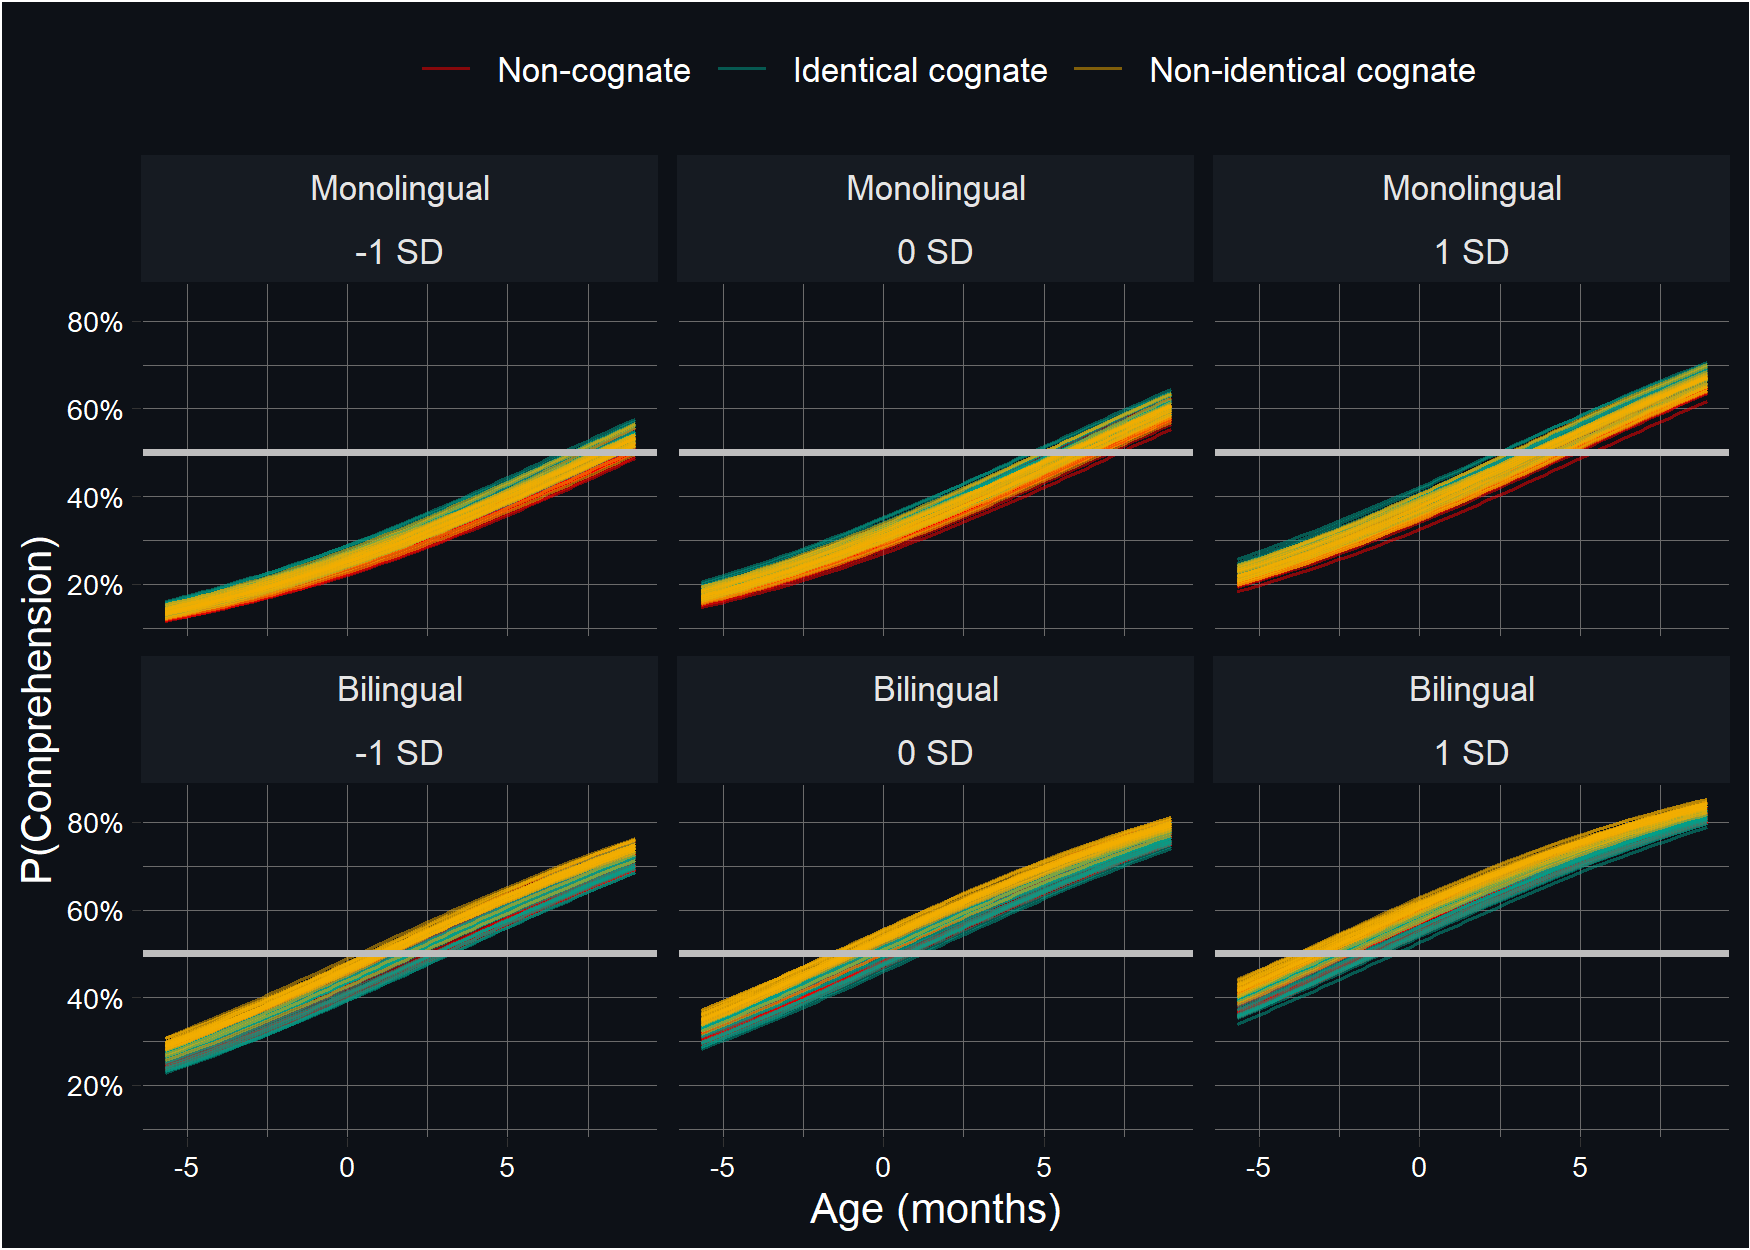 Non-cognate Identical cognate Non-identical cognate
Monolingual Monolingual Monolingual
-1 SD 0 SD 1 SD
80%
60%
40%
20%
P(Comprehension)
Bilingual Bilingual Bilingual
-1 SD 0 SD 1 SD
80%
60%
40%
20%
-5 0 5 -5 0 5 -5 0 5
Age (months)